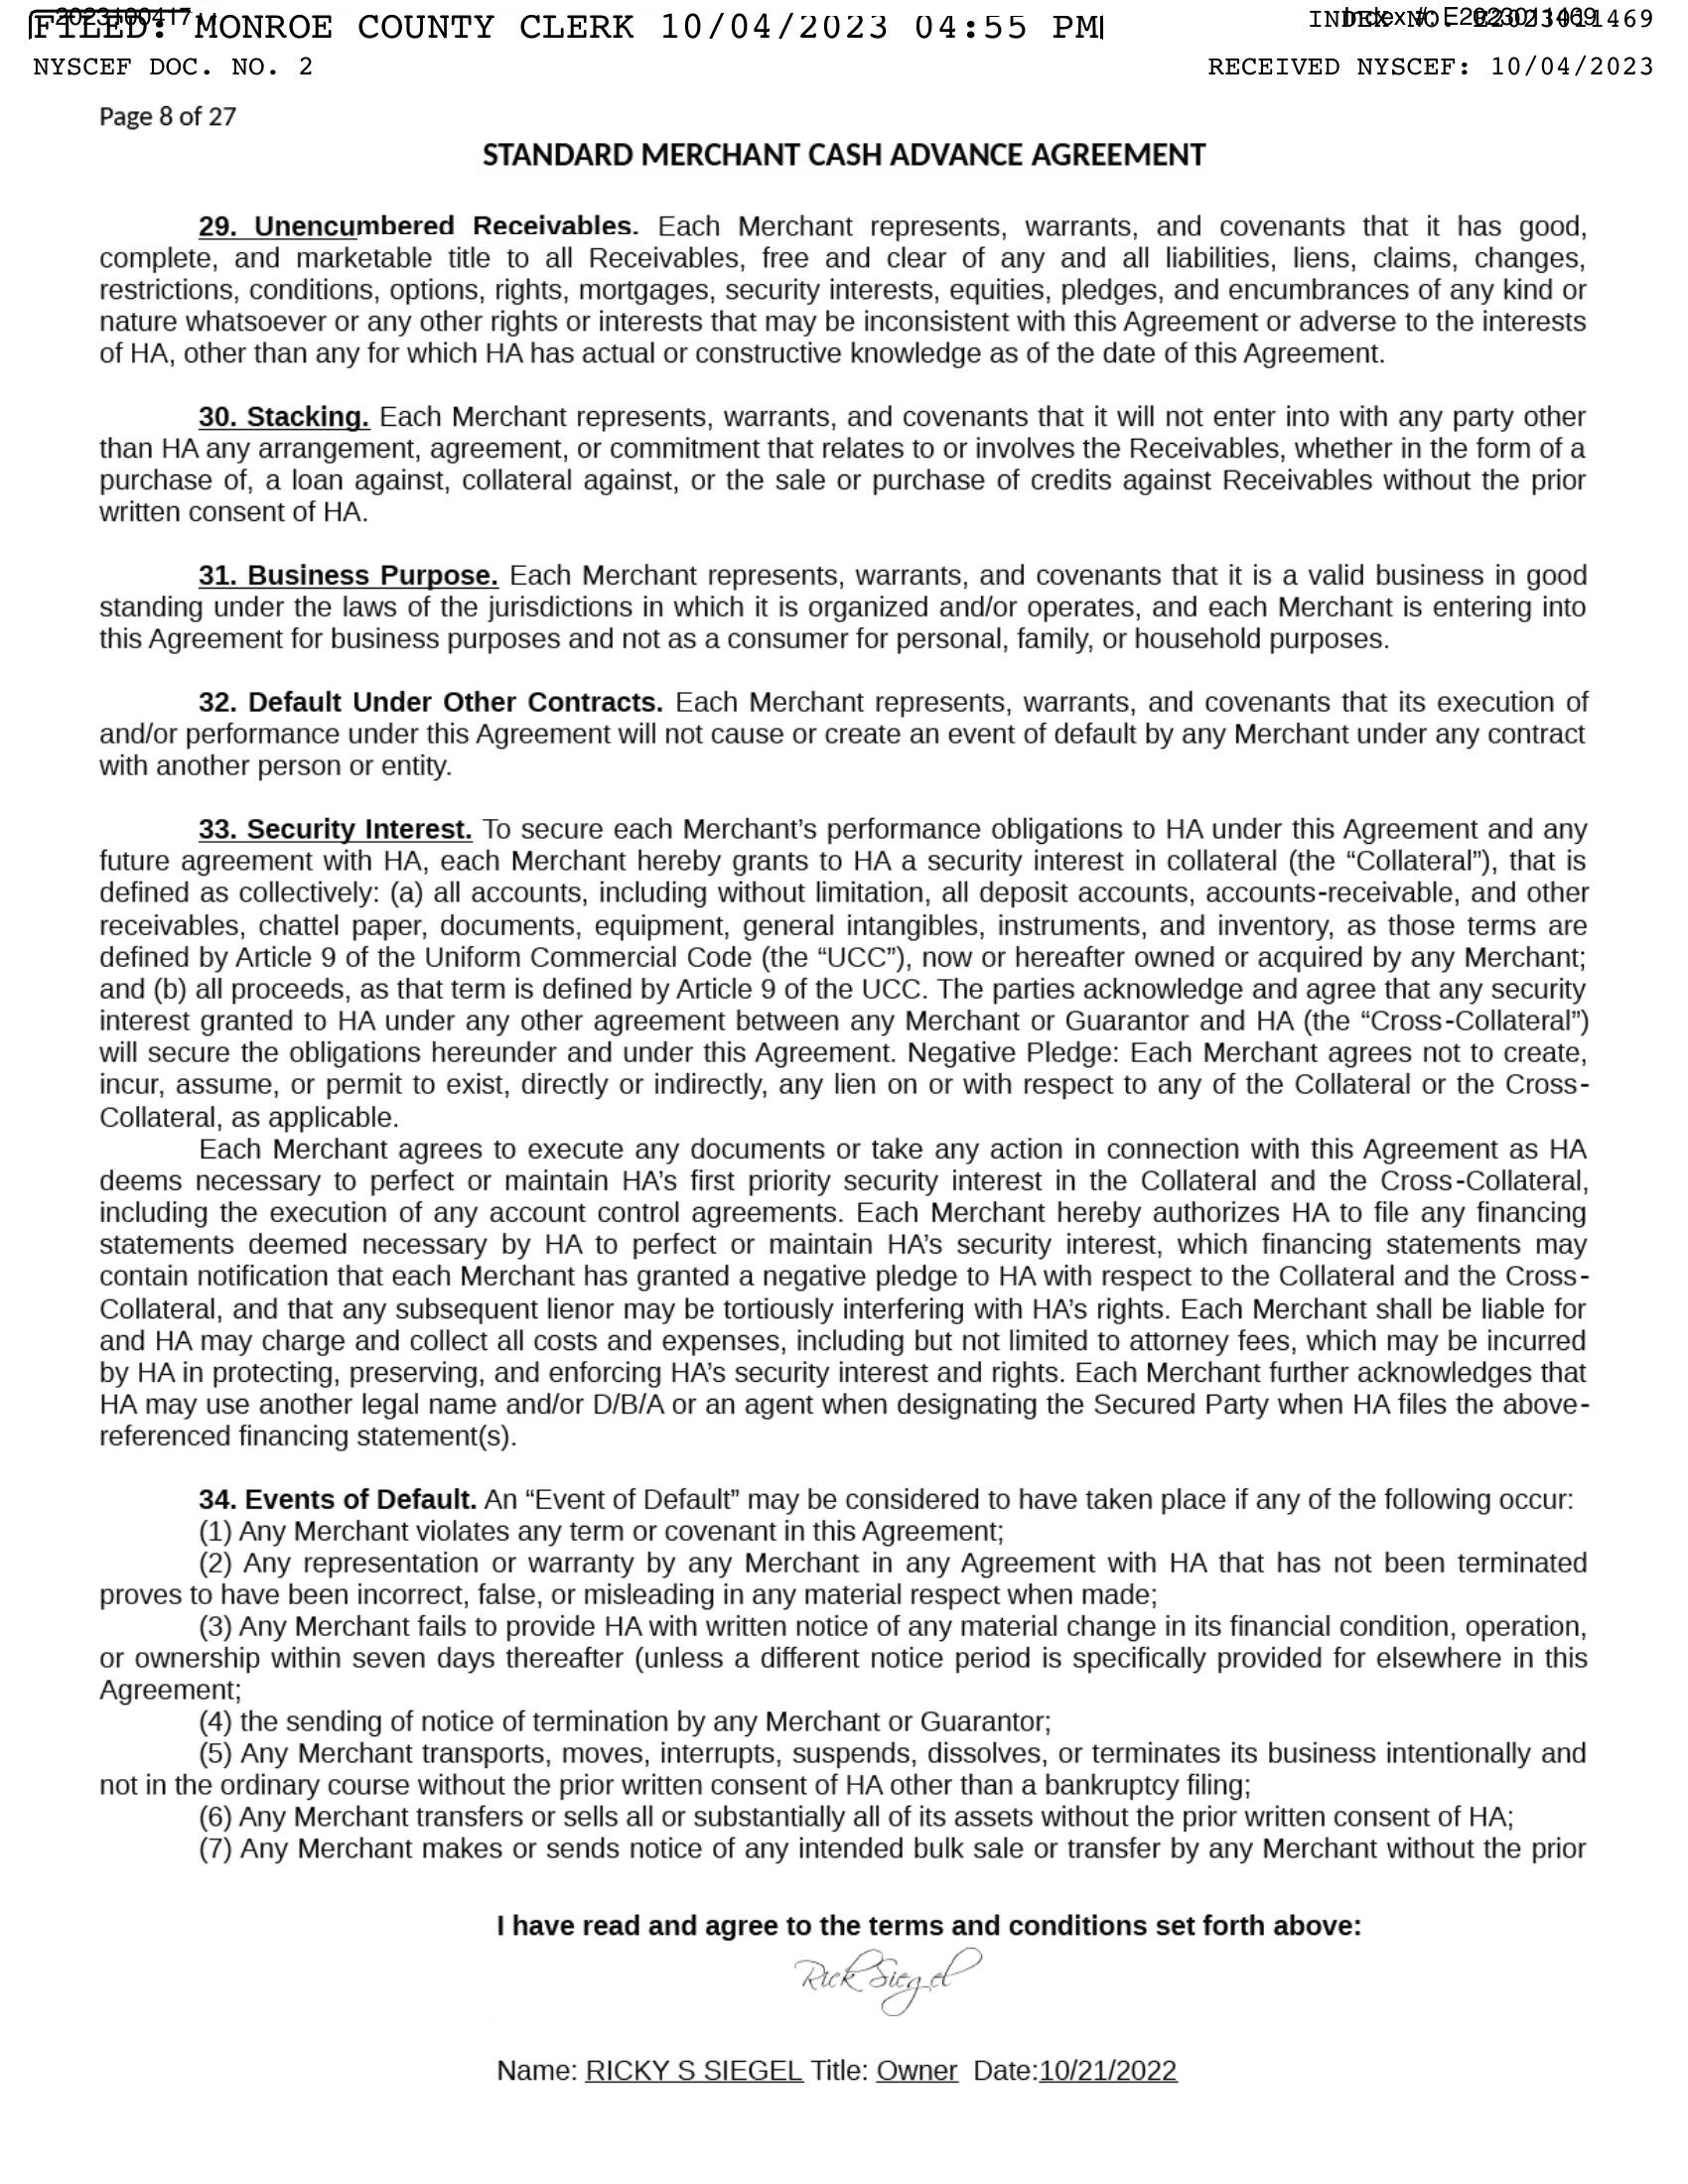 202310041711
FILED: MONROE COUNTY CLERK 10/04/2023 04:55 PM
INDEX NO. E2023011469
Index #: E2023011469
NYSCEF DOC. NO. 2
RECEIVED NYSCEF: 10/04/2023
Page 8 of 27
STANDARD MERCHANT CASH ADVANCE AGREEMENT
29. Unencumbered Receivables. Each Merchant represents, warrants, and covenants that it has good,
complete, and marketable title to all Receivables, free and clear of any and all liabilities, liens, claims, changes,
restrictions, conditions, options, rights, mortgages, security interests, equities, pledges, and encumbrances of any kind or
nature whatsoever or any other rights or interests that may be inconsistent with this Agreement or adverse to the interests
of HA, other than any for which HA has actual or constructive knowledge as of the date of this Agreement.
30. Stacking. Each Merchant represents, warrants, and covenants that it will not enter into with any party other
than HA any arrangement, agreement, or commitment that relates to or involves the Receivables, whether in the form of a
purchase of, a loan against, collateral against, or the sale or purchase of credits against Receivables without the prior
written consent of HA.
31. Business Purpose. Each Merchant represents, warrants, and covenants that it is a valid business in good
standing under the laws of the jurisdictions in which it is organized and/or operates, and each Merchant is entering into
this Agreement for business purposes and not as a consumer for personal, family, or household purposes.
32. Default Under Other Contracts. Each Merchant represents, warrants, and covenants that its execution of
and/or performance under this Agreement will not cause or create an event of default by any Merchant under any contract
with another person or entity.
33. Security Interest. To secure each Merchant’s performance obligations to HA under this Agreement and any
future agreement with HA, each Merchant hereby grants to HA a security interest in collateral (the “Collateral”), that is
defined as collectively: (a) all accounts, including without limitation, all deposit accounts, accounts-receivable, and other
receivables, chattel paper, documents, equipment, general intangibles, instruments, and inventory, as those terms are
defined by Article 9 of the Uniform Commercial Code (the “UCC”), now or hereafter owned or acquired by any Merchant;
and (b) all proceeds, as that term is defined by Article 9 of the UCC. The parties acknowledge and agree that any security
interest granted to HA under any other agreement between any Merchant or Guarantor and HA (the “Cross-Collateral”)
will secure the obligations hereunder and under this Agreement. Negative Pledge: Each Merchant agrees not to create,
incur, assume, or permit to exist, directly or indirectly, any lien on or with respect to any of the Collateral or the Cross-
Collateral, as applicable.
Each Merchant agrees to execute any documents or take any action in connection with this Agreement as HA
deems necessary to perfect or maintain HA’s first priority security interest in the Collateral and the Cross-Collateral,
including the execution of any account control agreements. Each Merchant hereby authorizes HA to file any financing
statements deemed necessary by HA to perfect or maintain HA’s security interest, which financing statements may
contain notification that each Merchant has granted a negative pledge to HA with respect to the Collateral and the Cross-
Collateral, and that any subsequent lienor may be tortiously interfering with HA’s rights. Each Merchant shall be liable for
and HA may charge and collect all costs and expenses, including but not limited to attorney fees, which may be incurred
by HA in protecting, preserving, and enforcing HA’s security interest and rights. Each Merchant further acknowledges that
HA may use another legal name and/or D/B/A or an agent when designating the Secured Party when HA files the above-
referenced financing statement(s).
34. Events of Default. An “Event of Default” may be considered to have taken place if any of the following occur:
(1) Any Merchant violates any term or covenant in this Agreement;
(2) Any representation or warranty by any Merchant in any Agreement with HA that has not been terminated
proves to have been incorrect, false, or misleading in any material respect when made;
(3) Any Merchant fails to provide HA with written notice of any material change in its financial condition, operation,
or ownership within seven days thereafter (unless a different notice period is specifically provided for elsewhere in this
Agreement;
(4) the sending of notice of termination by any Merchant or Guarantor;
(5) Any Merchant transports, moves, interrupts, suspends, dissolves, or terminates its business intentionally and
not in the ordinary course without the prior written consent of HA other than a bankruptcy filing;
(6) Any Merchant transfers or sells all or substantially all of its assets without the prior written consent of HA;
(7) Any Merchant makes or sends notice of any intended bulk sale or transfer by any Merchant without the prior
I have read and agree to the terms and conditions set forth above:
Rick Siegel
Name: RICKY S SIEGEL Title: Owner Date:10/21/2022